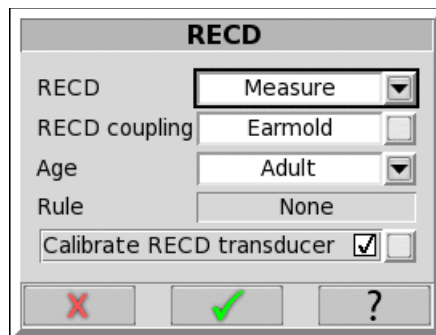 RECD
RECD Measure
RECD coupling Earmold
Age Adult
Rule None
Calibrate RECD transducer
?